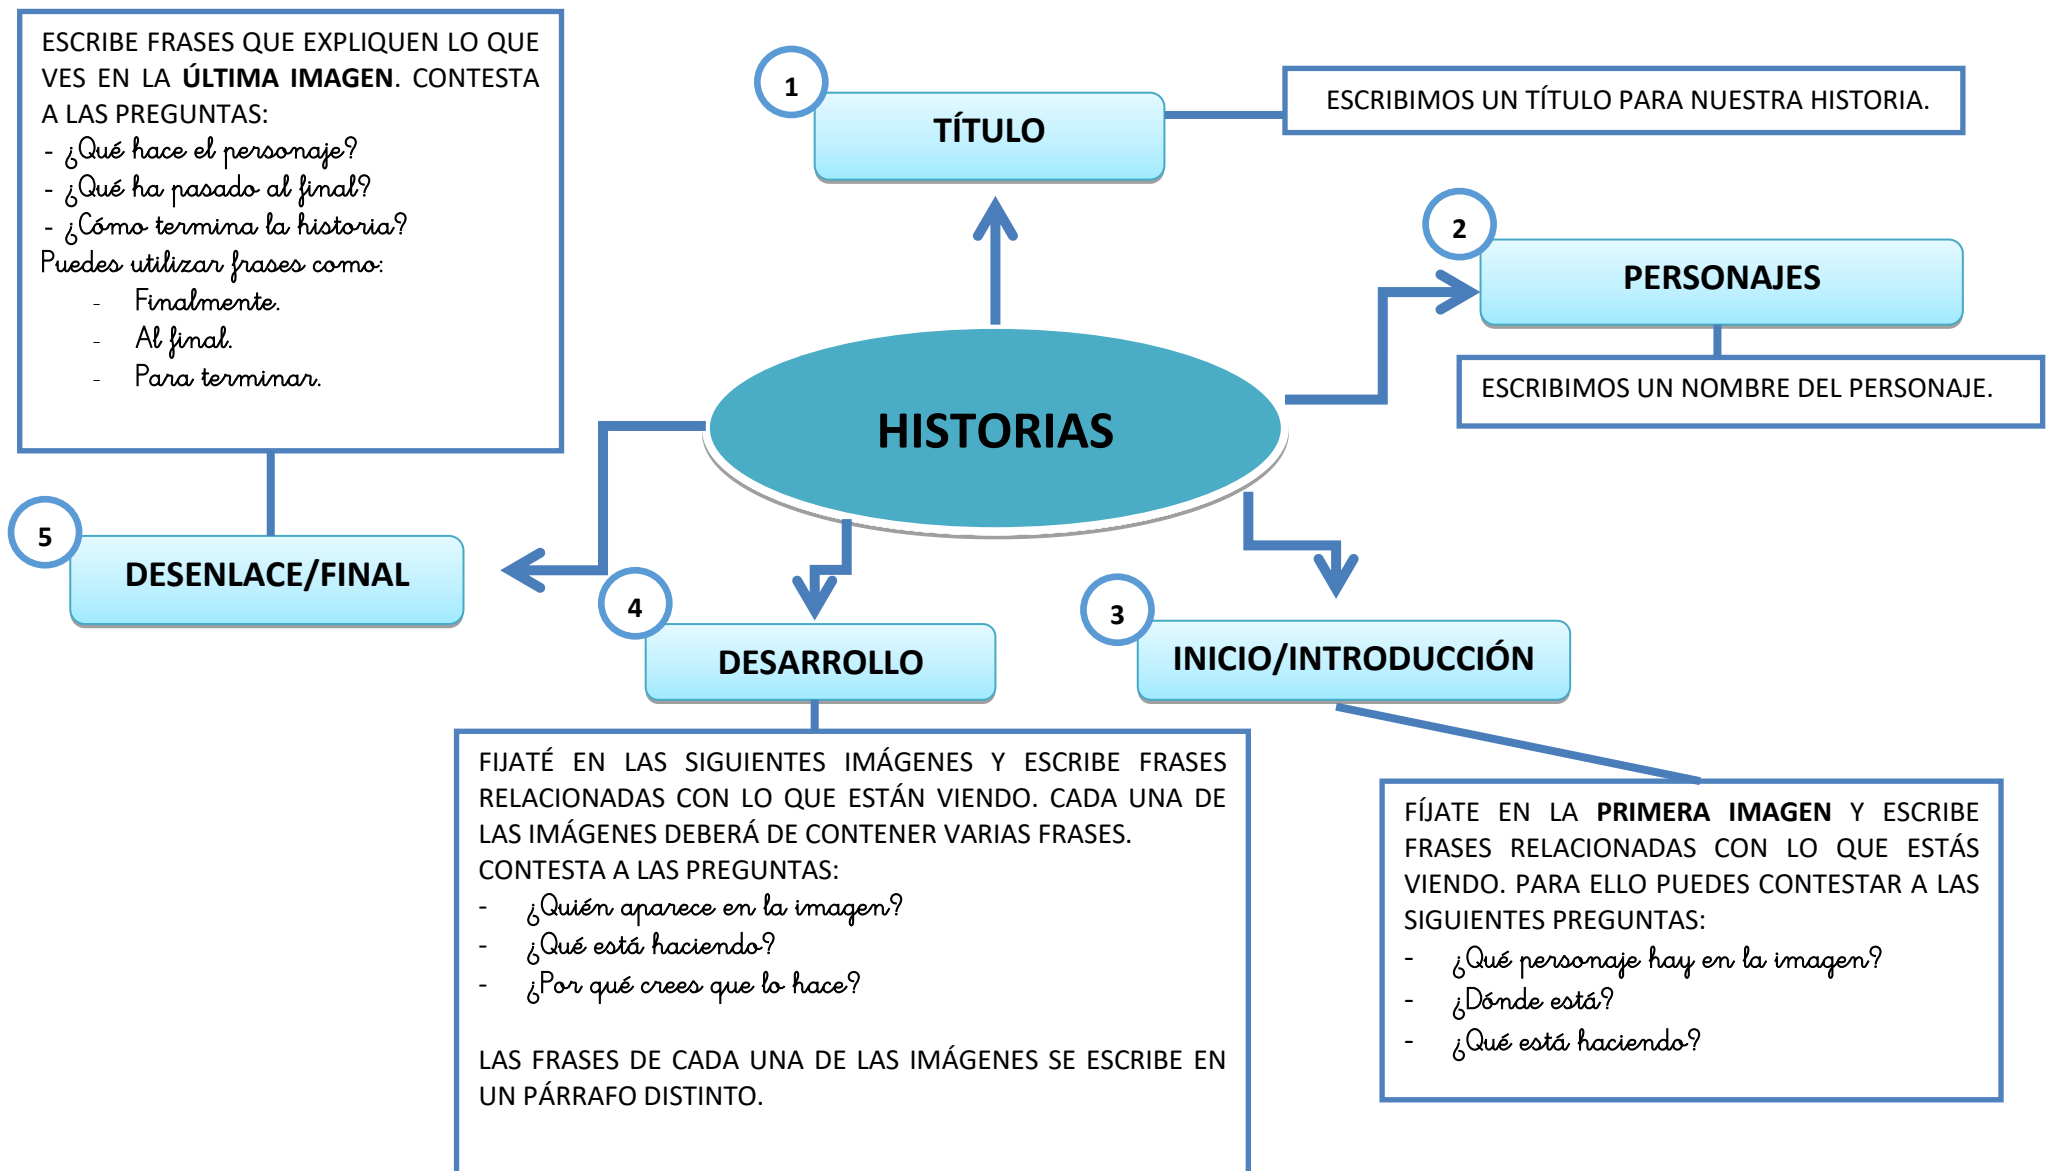 HISTORIAS
1
TÍTULO
ESCRIBIMOS UN TÍTULO PARA NUESTRA HISTORIA.
2
PERSONAJES
ESCRIBIMOS UN NOMBRE DEL PERSONAJE.
3
INICIO/INTRODUCCIÓN
FÍJATE EN LA PRIMERA IMAGEN Y ESCRIBE
FRASES RELACIONADAS CON LO QUE ESTÁS
VIENDO. PARA ELLO PUEDES CONTESTAR A LAS
SIGUIENTES PREGUNTAS:
- ¿Qué personaje hay en la imagen?
- ¿Dónde está?
- ¿Qué está haciendo?
4
DESARROLLO
FIJATÉ EN LAS SIGUIENTES IMÁGENES Y ESCRIBE FRASES
RELACIONADAS CON LO QUE ESTÁN VIENDO. CADA UNA DE
LAS IMÁGENES DEBERÁ DE CONTENER VARIAS FRASES.
CONTESTA A LAS PREGUNTAS:
- ¿Quién aparece en la imagen?
- ¿Qué está haciendo?
- ¿Por qué crees que lo hace?
LAS FRASES DE CADA UNA DE LAS IMÁGENES SE ESCRIBE EN
UN PÁRRAFO DISTINTO.
5
DESENLACE/FINAL
ESCRIBE FRASES QUE EXPLIQUEN LO QUE
VES EN LA ÚLTIMA IMAGEN. CONTESTA
A LAS PREGUNTAS:
- ¿Qué hace el personaje?
- ¿Qué ha pasado al final?
- ¿Cómo termina la historia?
Puedes utilizar frases como:
- Finalmente.
- Al final.
- Para terminar.